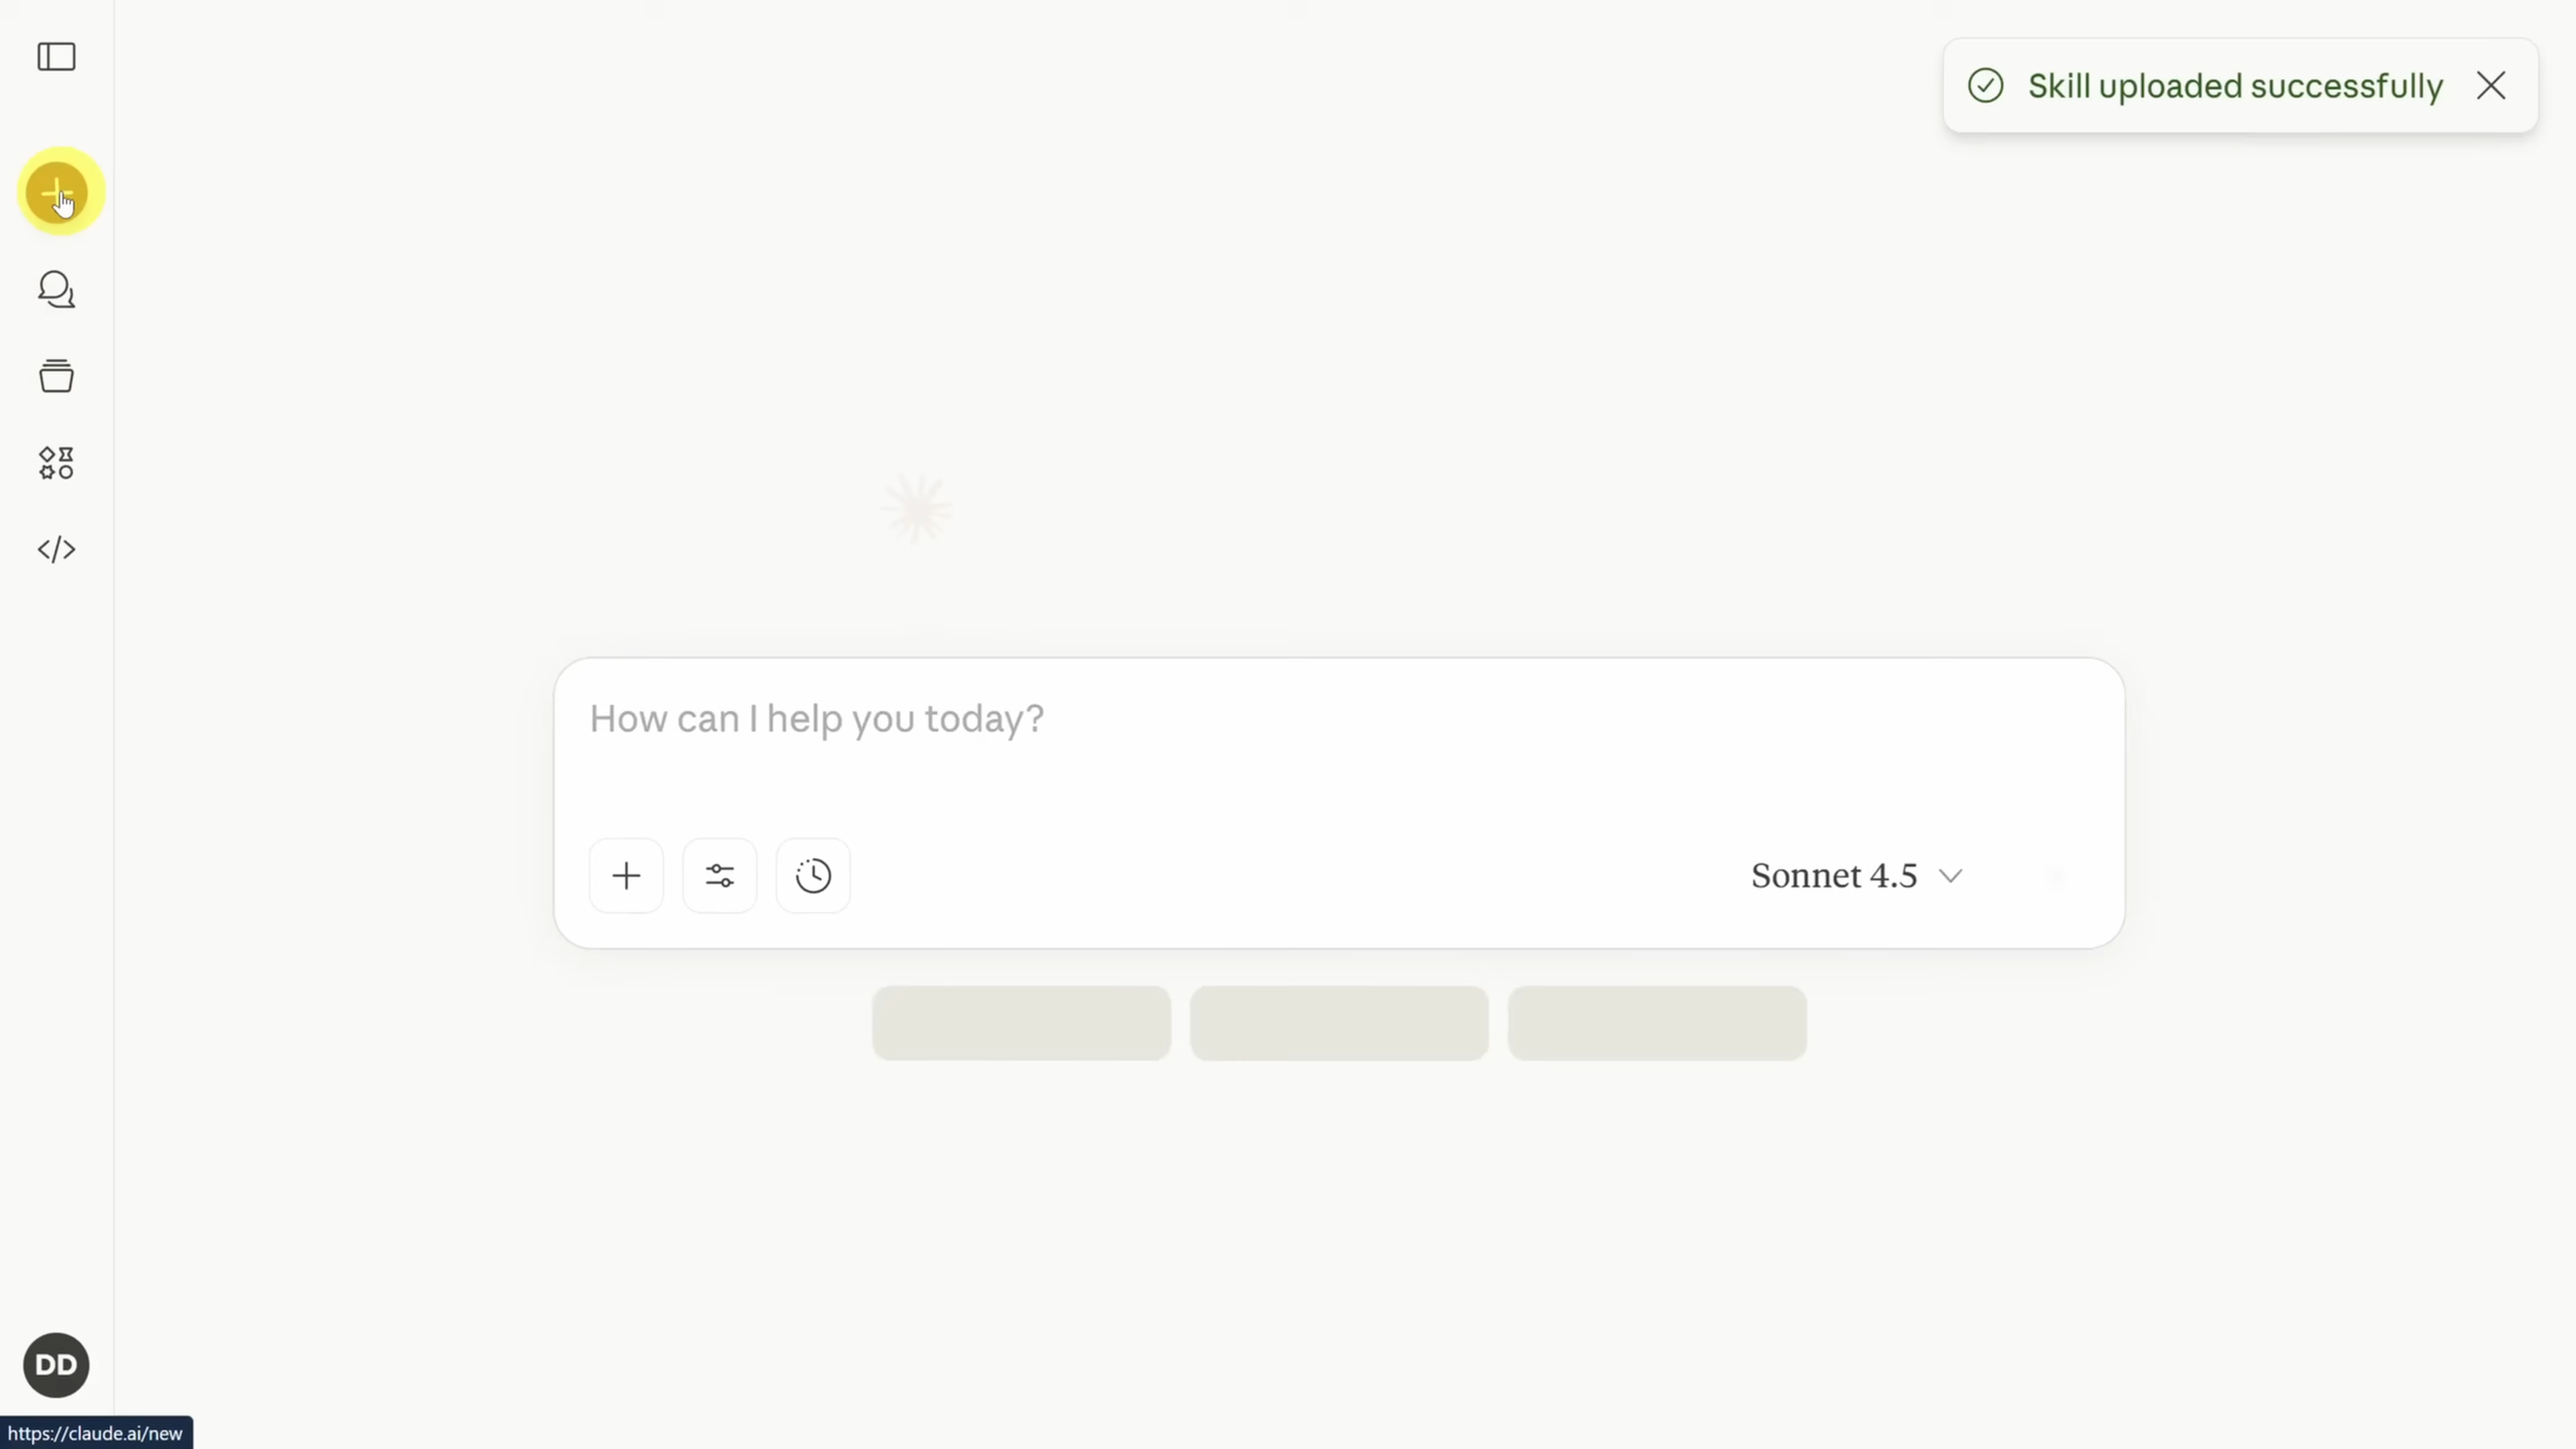 Skill uploaded successfully
How can I help you today?
Sonnet 4.5
DD
https://claude.ai/new